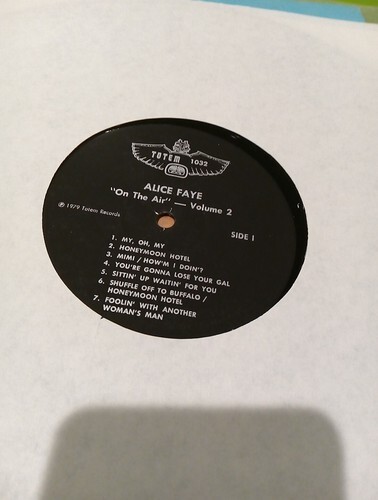 TOTEM 1032
ALICE FAYE
"On The Air" — Volume 2
℗ 1979 Totem Records
SIDE 1
1. MY, OH, MY
2. HONEYMOON HOTEL
3. MIMI / HOW'M I DOIN'?
4. YOU'RE GONNA LOSE YOUR GAL
5. SITTIN' UP WAITIN' FOR YOU
6. SHUFFLE OFF TO BUFFALO /
HONEYMOON HOTEL
7. FOOLIN' WITH ANOTHER
WOMAN'S MAN